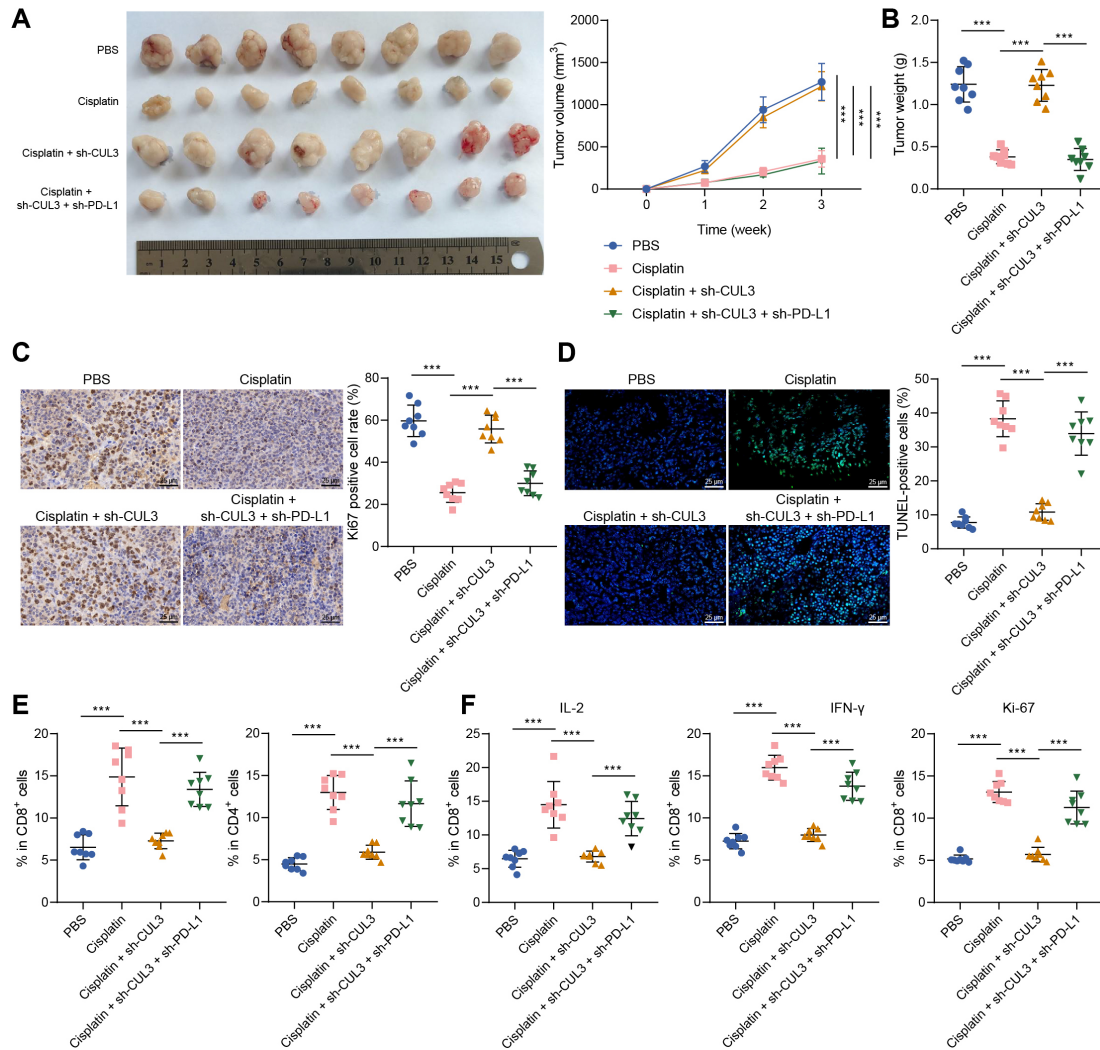 A
PBS
Cisplatin
Cisplatin + sh-CUL3
Cisplatin +
sh-CUL3 + sh-PD-L1
1 2 3 4 5 6 7 8 9 10 11 12 13 14 15
Tumor volume (mm³)
2000
1500
1000
500
0
0 1 2 3
Time (week)
***
***
***
PBS
Cisplatin
Cisplatin + sh-CUL3
Cisplatin + sh-CUL3 + sh-PD-L1
B
Tumor weight (g)
2.0
1.5
1.0
0.5
0.0
***
***
***
PBS
Cisplatin
Cisplatin + sh-CUL3
Cisplatin + sh-CUL3 + sh-PD-L1
C
PBS
Cisplatin
25 μm
25 μm
Cisplatin + sh-CUL3
Cisplatin +
sh-CUL3 + sh-PD-L1
25 μm
25 μm
Ki67 positive cell rate (%)
80
60
40
20
0
***
***
***
PBS
Cisplatin
Cisplatin + sh-CUL3
Cisplatin + sh-CUL3 + sh-PD-L1
D
PBS
Cisplatin
25 μm
25 μm
Cisplatin + sh-CUL3
Cisplatin +
sh-CUL3 + sh-PD-L1
25 μm
25 μm
TUNEL-positive cells (%)
50
40
30
20
10
0
***
***
***
PBS
Cisplatin
Cisplatin + sh-CUL3
Cisplatin + sh-CUL3 + sh-PD-L1
E
% in CD8⁺ cells
20
15
10
5
0
***
***
***
PBS
Cisplatin
Cisplatin + sh-CUL3
Cisplatin + sh-CUL3 + sh-PD-L1
% in CD4⁺ cells
20
15
10
5
0
***
***
***
PBS
Cisplatin
Cisplatin + sh-CUL3
Cisplatin + sh-CUL3 + sh-PD-L1
F
IL-2
% in CD8⁺ cells
25
20
15
10
5
0
***
***
***
PBS
Cisplatin
Cisplatin + sh-CUL3
Cisplatin + sh-CUL3 + sh-PD-L1
IFN-γ
% in CD8⁺ cells
20
15
10
5
0
***
***
***
PBS
Cisplatin
Cisplatin + sh-CUL3
Cisplatin + sh-CUL3 + sh-PD-L1
Ki-67
% in CD8⁺ cells
20
15
10
5
0
***
***
***
PBS
Cisplatin
Cisplatin + sh-CUL3
Cisplatin + sh-CUL3 + sh-PD-L1